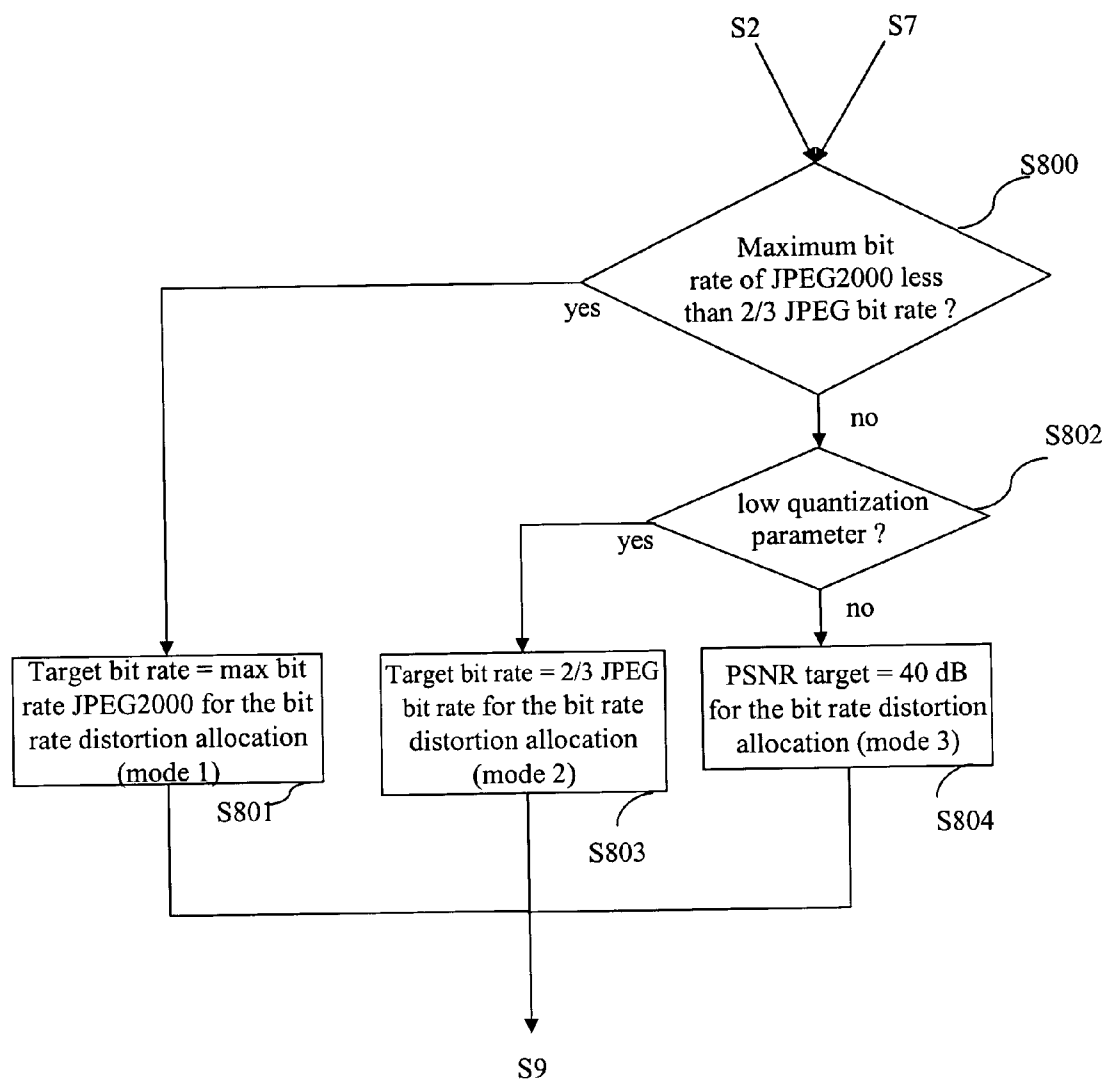 S2
S7
S800
Maximum bit
rate of JPEG2000 less
than 2/3 JPEG bit rate ?
yes
no
S802
low quantization
parameter ?
yes
no
Target bit rate = max bit
rate JPEG2000 for the bit
rate distortion allocation
(mode 1)
S801
Target bit rate = 2/3 JPEG
bit rate for the bit rate
distortion allocation
(mode 2)
S803
PSNR target = 40 dB
for the bit rate distortion
allocation (mode 3)
S804
S9